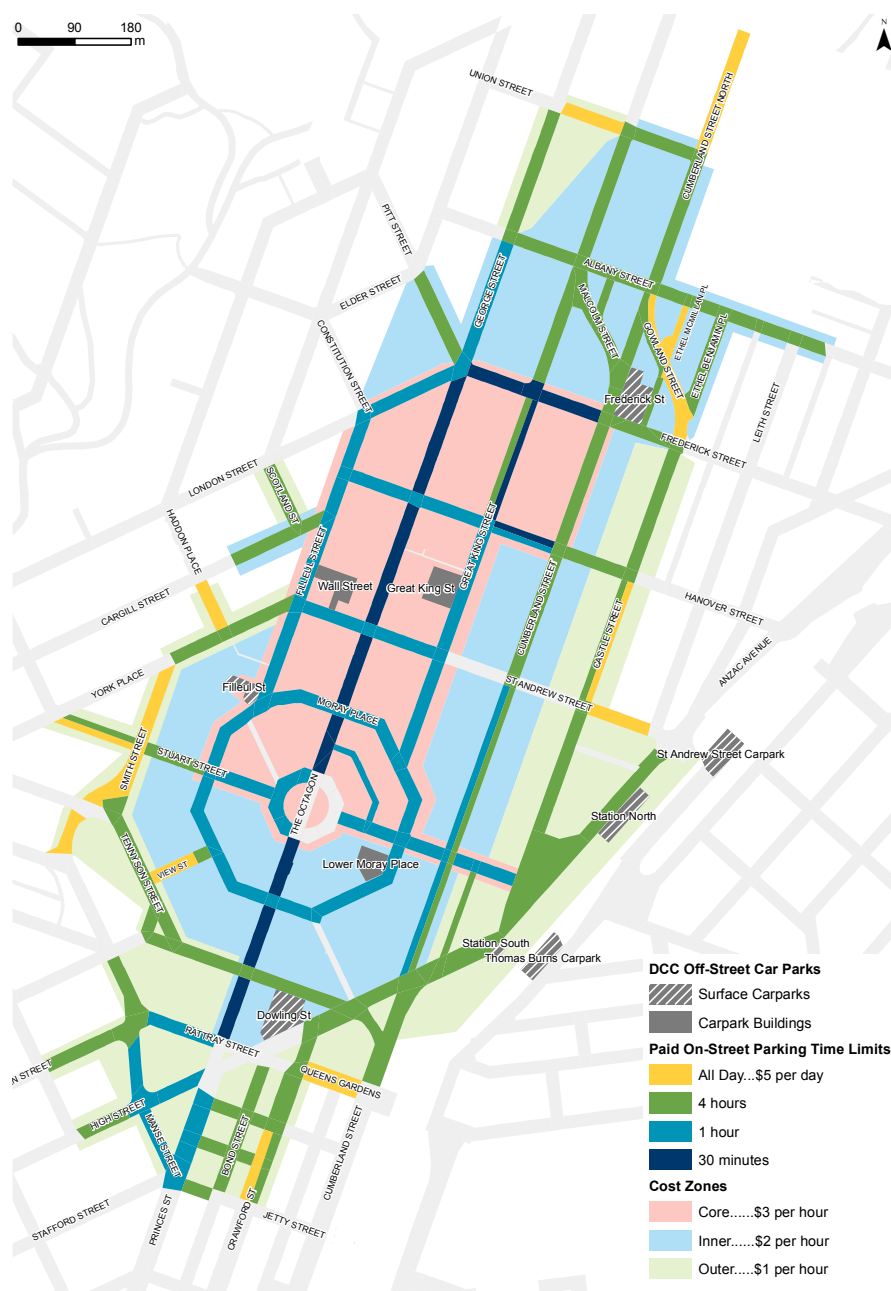 0 90 180
m
N
UNION STREET
CUMBERLAND STREET NORTH
PITT STREET
ELDER STREET
GEORGE STREET
ALBANY STREET
MALCOLM STREET
GOWLAND STREET
ETHEL MCMILLAN PL
ETHEL BENJAMIN PL
CONSTITUTION STREET
Frederick St
LEITH STREET
FREDERICK STREET
LONDON STREET
SCOTLAND ST
HADDON PLACE
FILLEUL STREET
GREAT KING STREET
Wall Street
Great King St
CARGILL STREET
CUMBERLAND STREET
CASTLE STREET
HANOVER STREET
ANZAC AVENUE
YORK PLACE
Filleul St
ST ANDREW STREET
MORAY PLACE
SMITH STREET
STUART STREET
St Andrew Street Carpark
THE OCTAGON
Station North
TENNYSON STREET
VIEW ST
Lower Moray Place
Station South
Thomas Burns Carpark
Dowling St
RATTRAY STREET
N STREET
QUEENS GARDENS
HIGH STREET
MANSE STREET
BOND STREET
CUMBERLAND STREET
STAFFORD STREET
PRINCES ST
CRAWFORD ST
JETTY STREET
DCC Off-Street Car Parks
Surface Carparks
Carpark Buildings
Paid On-Street Parking Time Limits
All Day...$5 per day
4 hours
1 hour
30 minutes
Cost Zones
Core......$3 per hour
Inner......$2 per hour
Outer.....$1 per hour